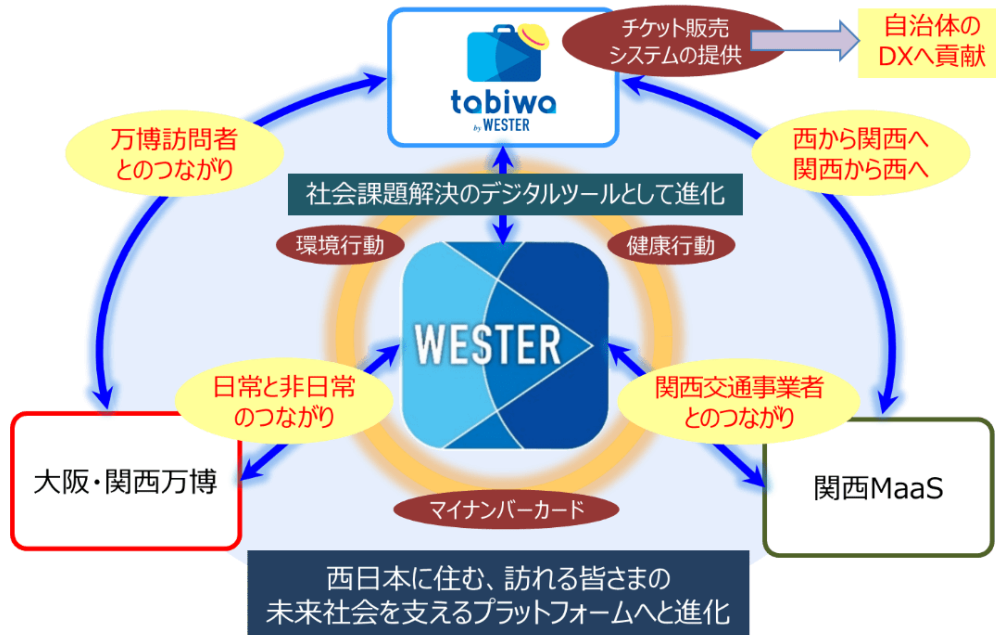 チケット販売
システムの提供
自治体の
DXへ貢献
tabiwa
by WESTER
万博訪問者
とのつながり
西から関西へ
関西から西へ
社会課題解決のデジタルツールとして進化
環境行動
健康行動
WESTER
日常と非日常
のつながり
関西交通事業者
とのつながり
大阪・関西万博
関西MaaS
マイナンバーカード
西日本に住む、訪れる皆さまの
未来社会を支えるプラットフォームへと進化